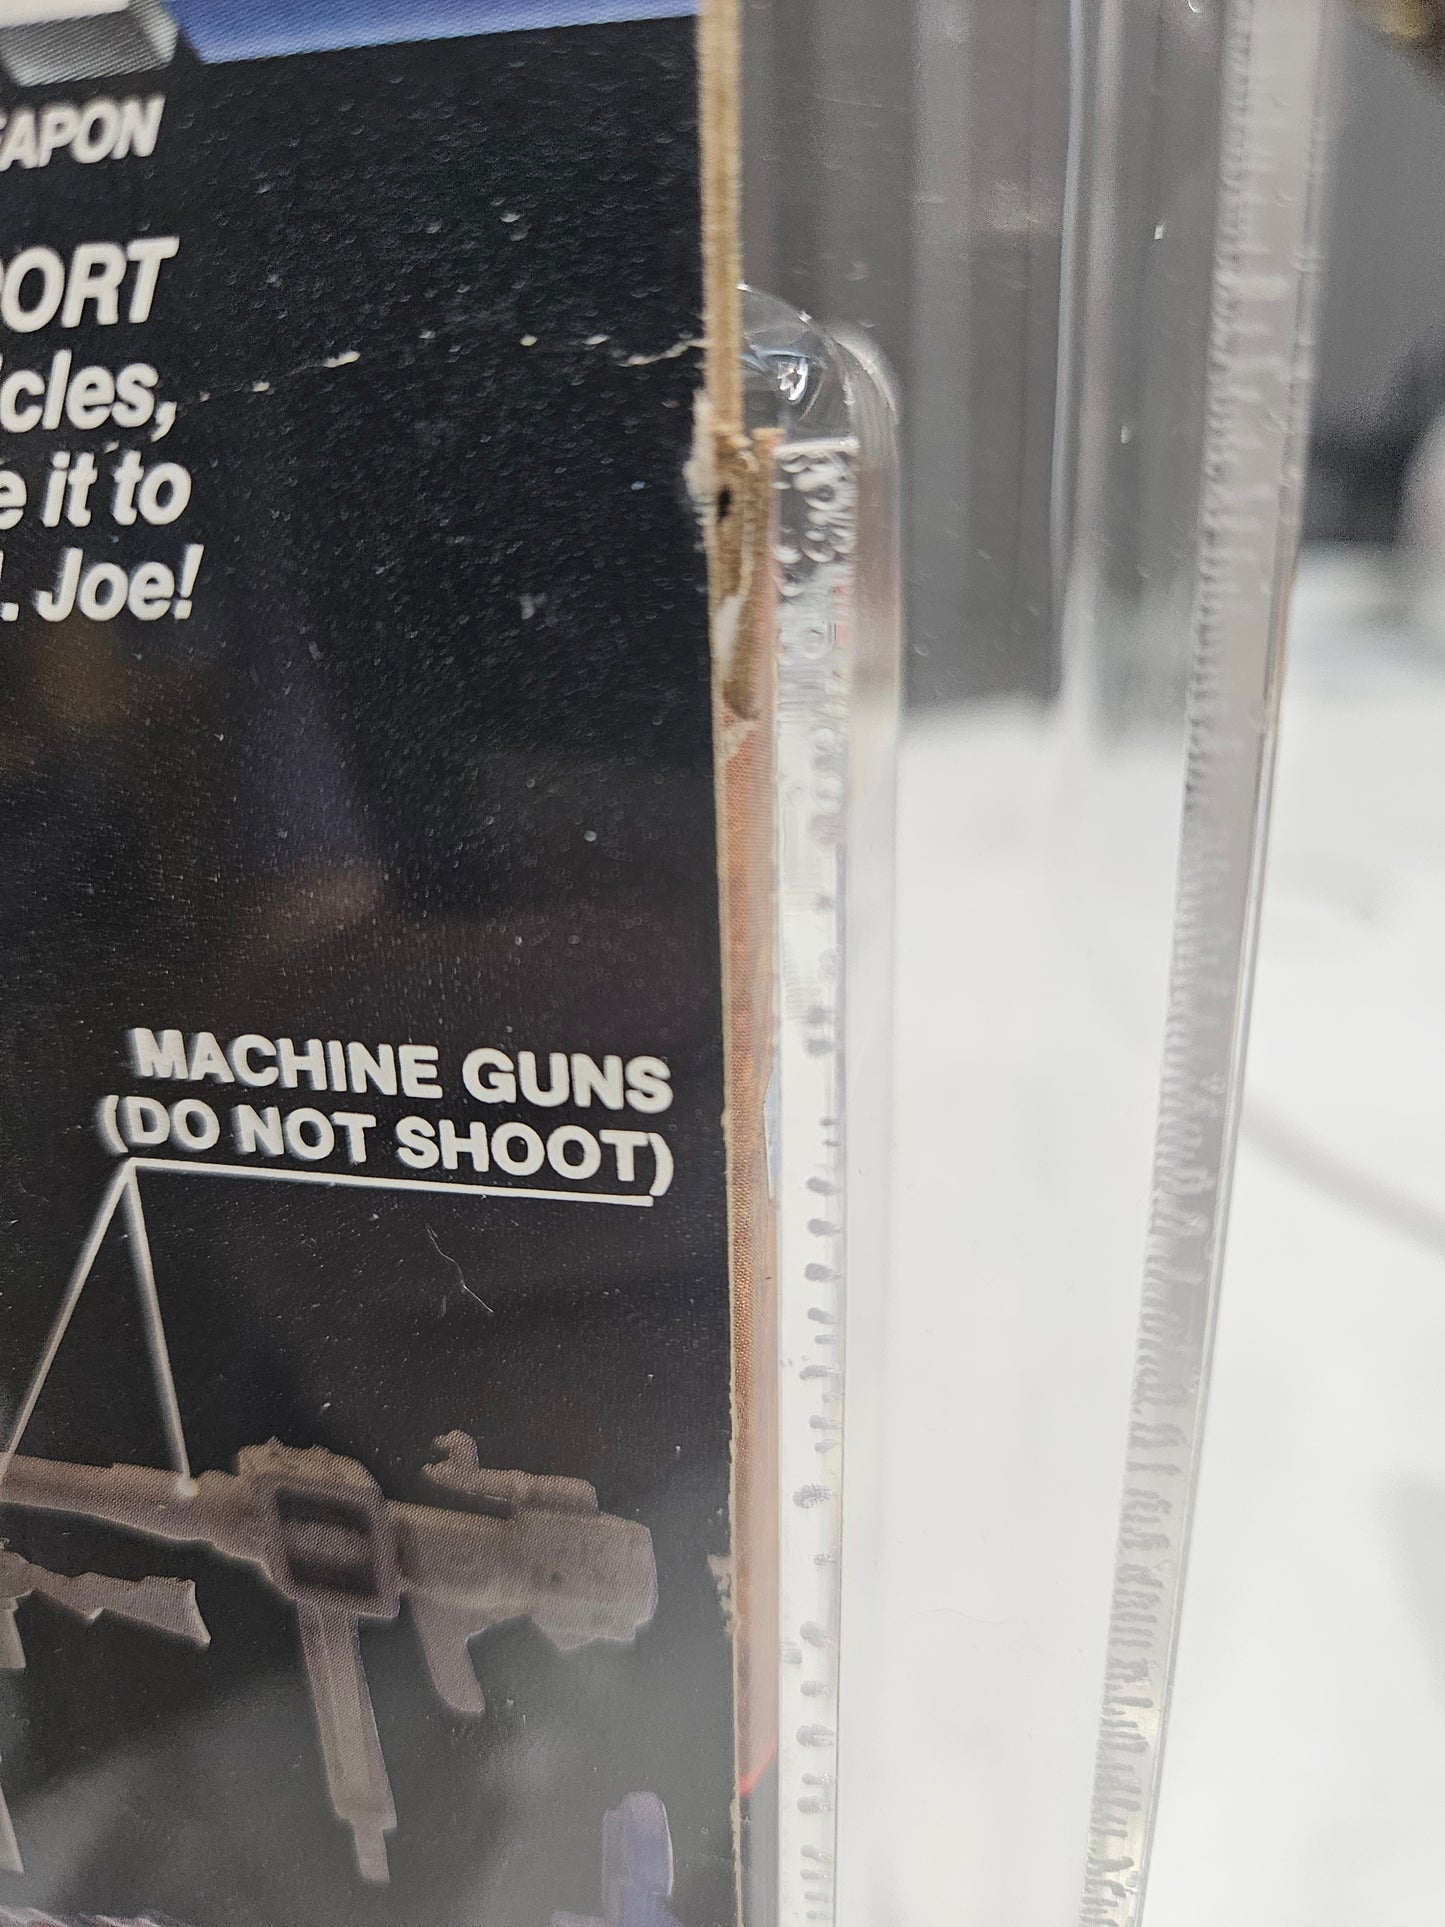 APON
ORT
cles,
it to
. Joe!
MACHINE GUNS
(DO NOT SHOOT)